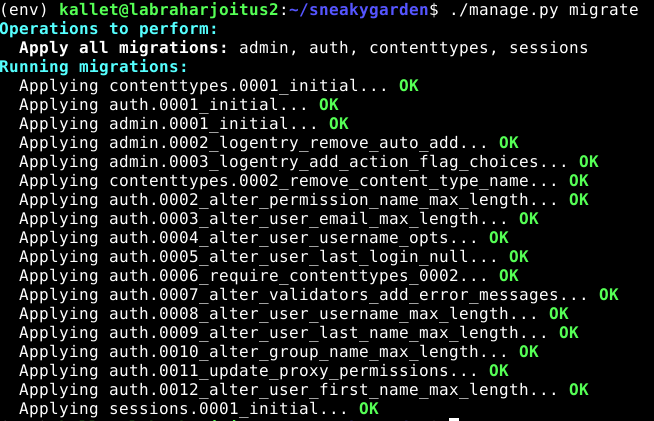 (env) kallet@labraharjoitus2:~/sneakygarden$ ./manage.py migrate
Operations to perform:
  Apply all migrations: admin, auth, contenttypes, sessions
Running migrations:
  Applying contenttypes.0001_initial... OK
  Applying auth.0001_initial... OK
  Applying admin.0001_initial... OK
  Applying admin.0002_logentry_remove_auto_add... OK
  Applying admin.0003_logentry_add_action_flag_choices... OK
  Applying contenttypes.0002_remove_content_type_name... OK
  Applying auth.0002_alter_permission_name_max_length... OK
  Applying auth.0003_alter_user_email_max_length... OK
  Applying auth.0004_alter_user_username_opts... OK
  Applying auth.0005_alter_user_last_login_null... OK
  Applying auth.0006_require_contenttypes_0002... OK
  Applying auth.0007_alter_validators_add_error_messages... OK
  Applying auth.0008_alter_user_username_max_length... OK
  Applying auth.0009_alter_user_last_name_max_length... OK
  Applying auth.0010_alter_group_name_max_length... OK
  Applying auth.0011_update_proxy_permissions... OK
  Applying auth.0012_alter_user_first_name_max_length... OK
  Applying sessions.0001_initial... OK